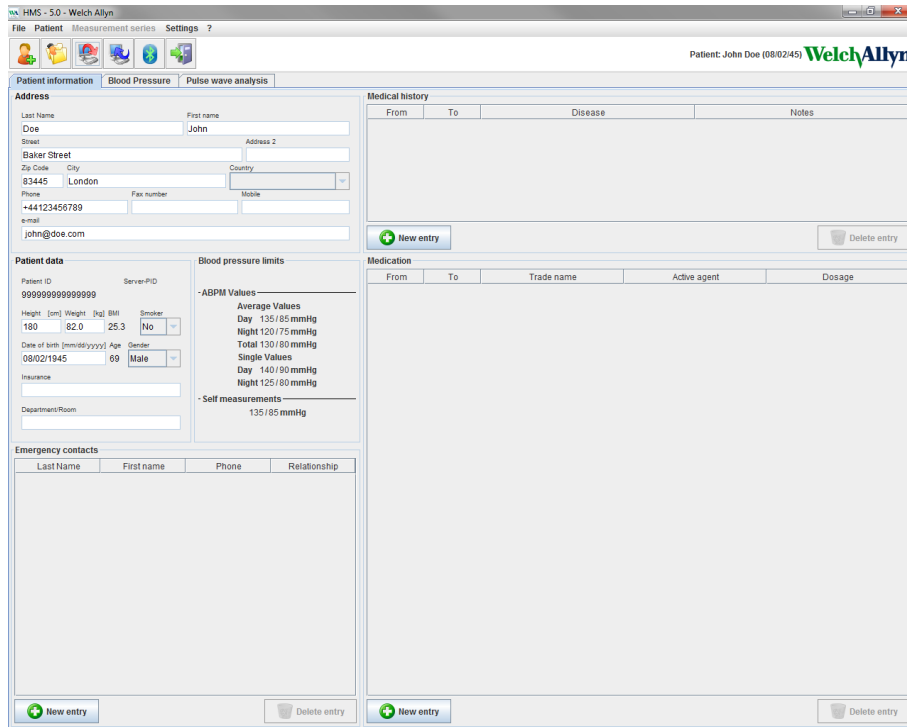 HMS - 5.0 - Welch Allyn
File Patient Measurement series Settings ?
Patient: John Doe (08/02/45) WelchAllyn
Patient information Blood Pressure Pulse wave analysis
Address
Last Name First name
Doe John
Street Address 2
Baker Street
Zip Code City Country
83445 London
Phone Fax number Mobile
+44123456789
e-mail
john@doe.com
Medical history
From To Disease Notes
New entry Delete entry
Patient data
Patient ID Server-PID
999999999999999
Height [cm] Weight [kg] BMI Smoker
180 82.0 25.3 No
Date of birth [mm/dd/yyyy] Age Gender
08/02/1945 69 Male
Insurance
Department/Room
Blood pressure limits
- ABPM Values
Average Values
Day 135/85 mmHg
Night 120/75 mmHg
Total 130/80 mmHg
Single Values
Day 140/90 mmHg
Night 125/80 mmHg
- Self measurements
135/85 mmHg
Medication
From To Trade name Active agent Dosage
Emergency contacts
Last Name First name Phone Relationship
New entry Delete entry
New entry Delete entry